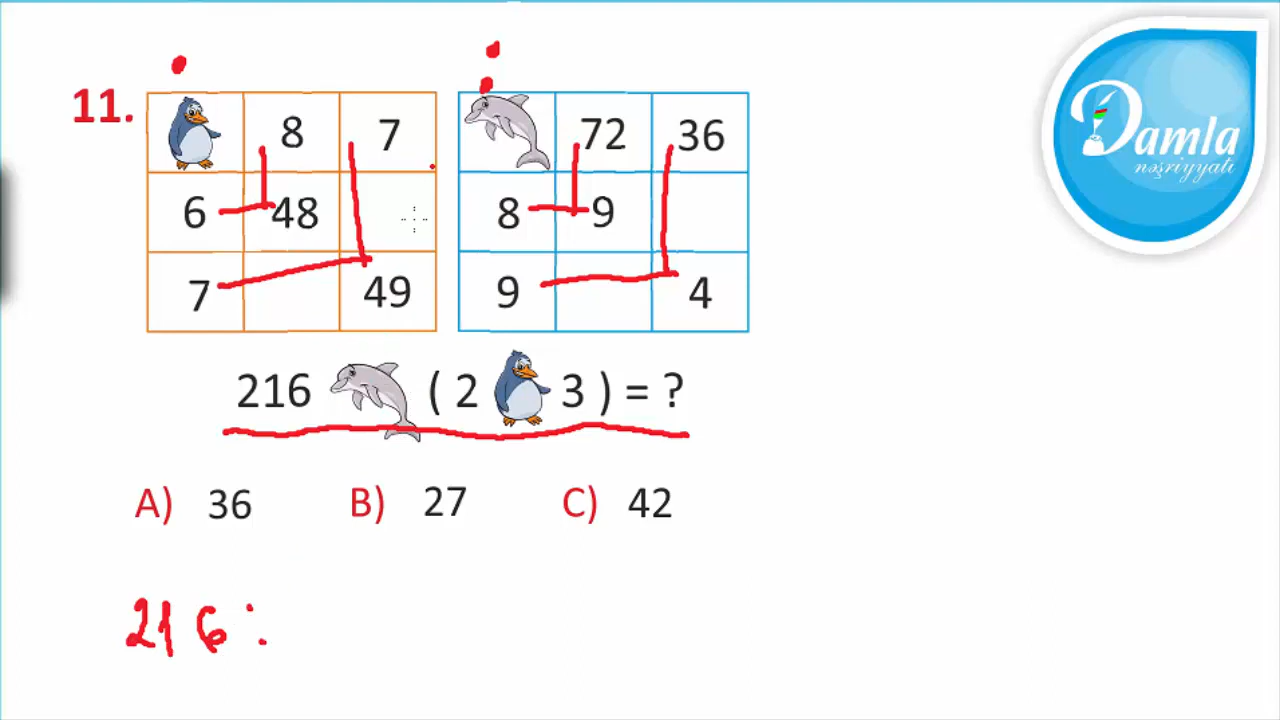 11.
8 7
6 48
7 49
72 36
8 9
9 4
216 ( 2 3 ) = ?
A) 36 B) 27 C) 42
216 :
Damla
nəşriyyatı